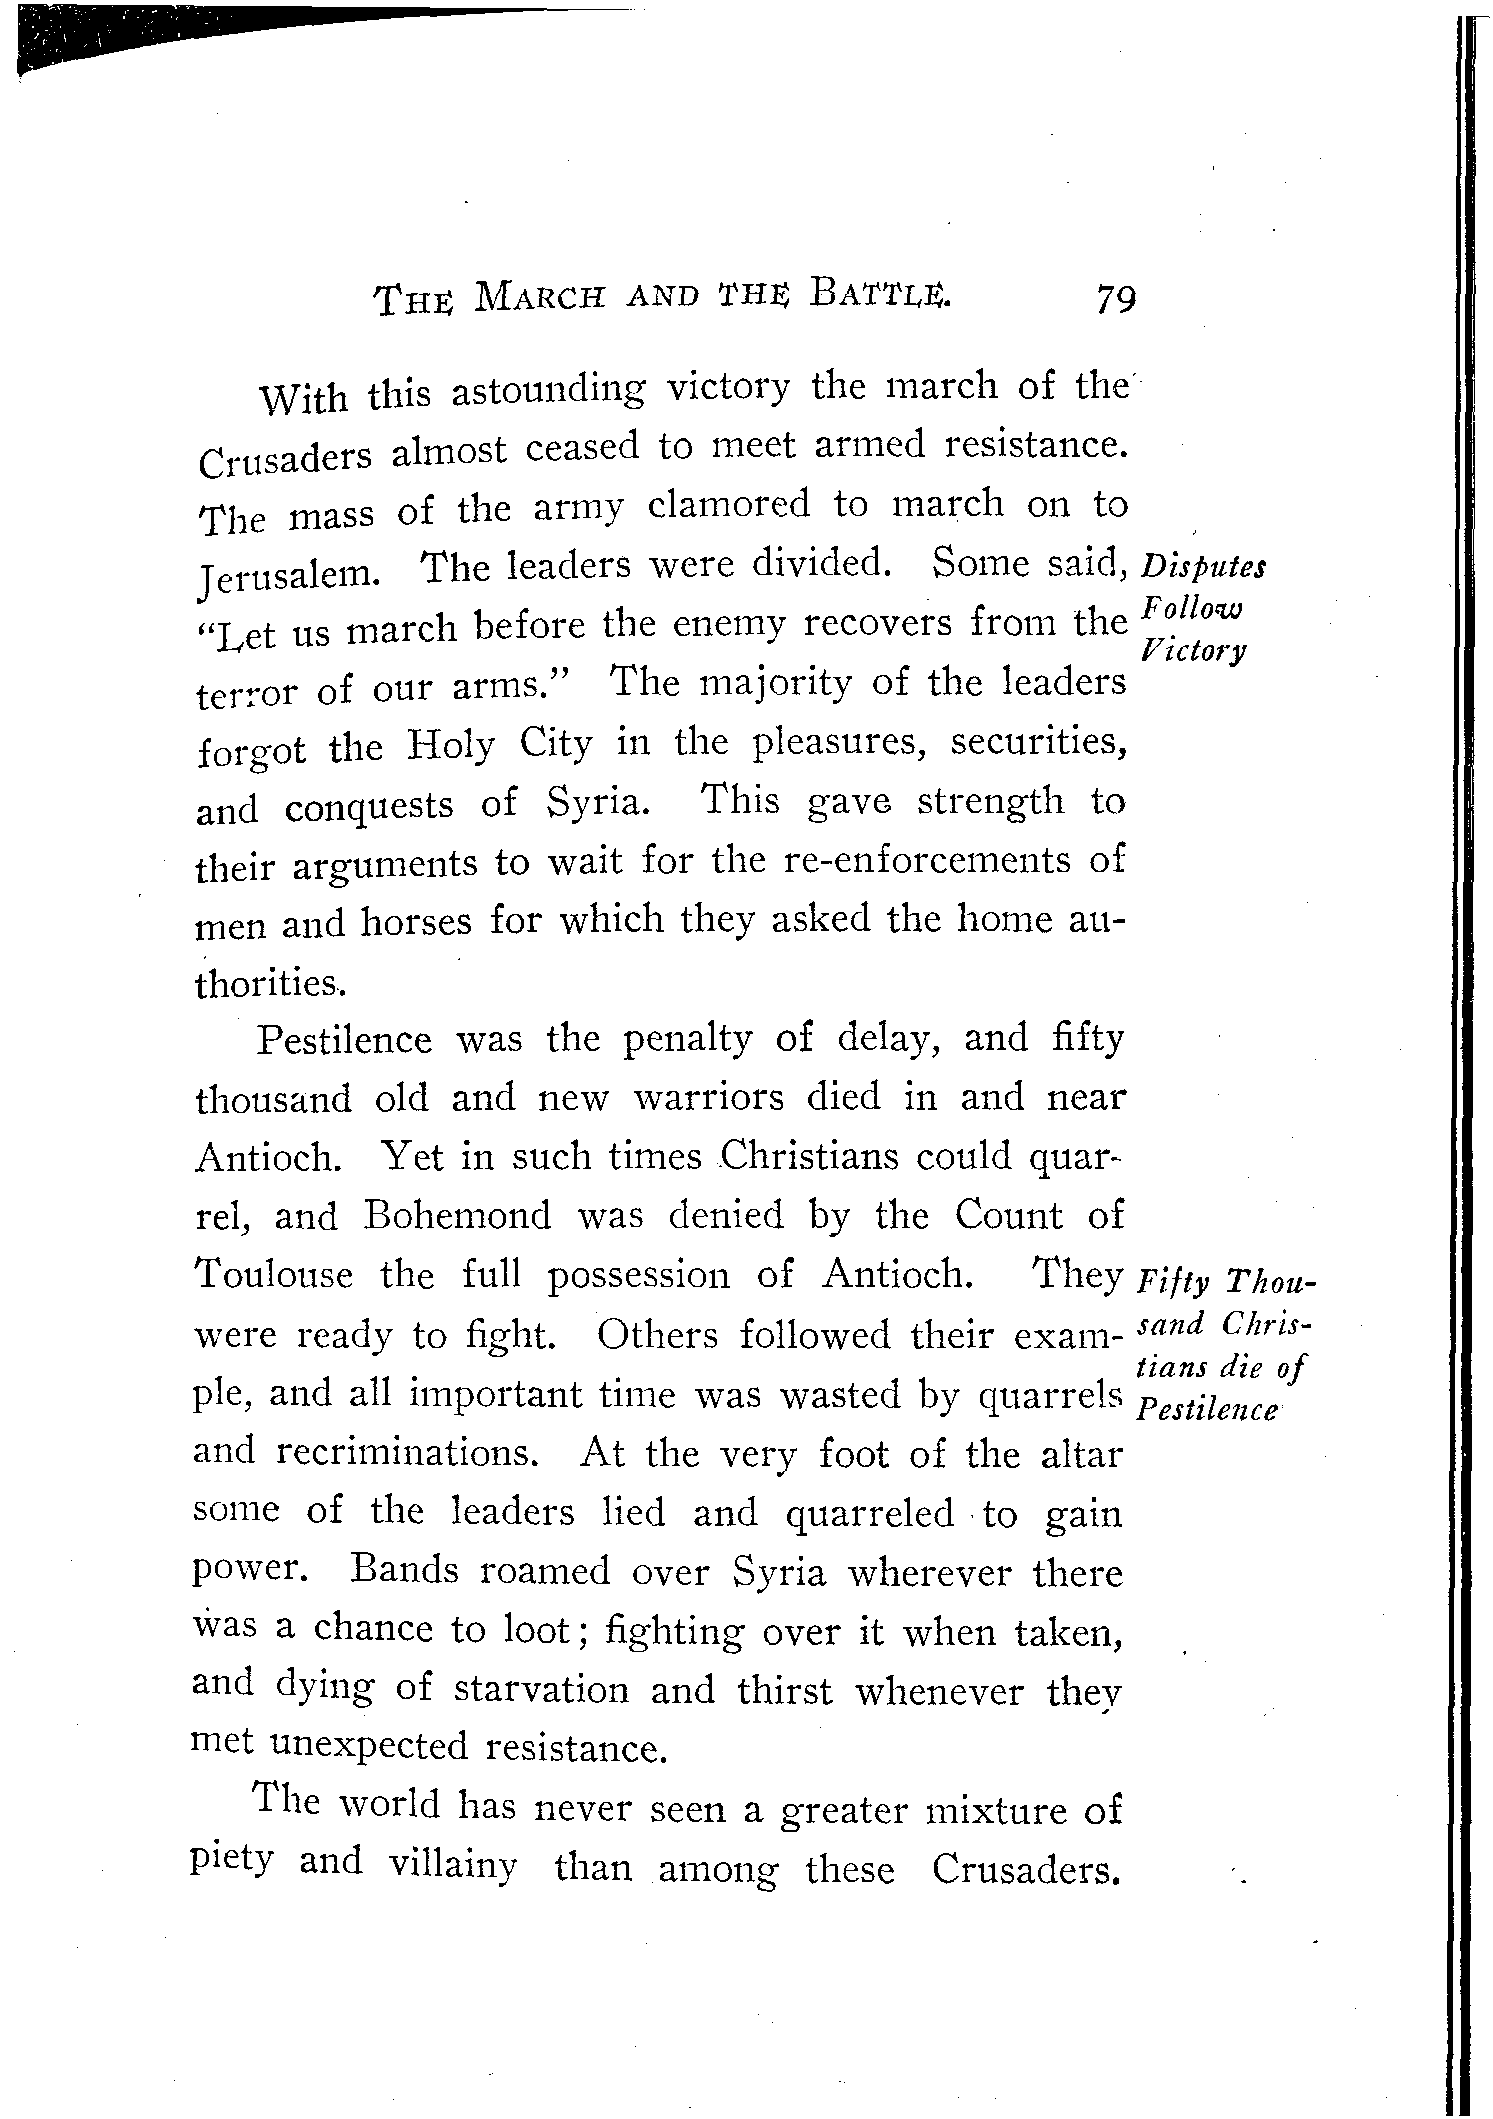 THE MARCH AND THE BATTLE. 79
With this astounding victory the march of the
Crusaders almost ceased to meet armed resistance.
The mass of the army clamored to march on to
Jerusalem. The leaders were divided. Some said,
"Let us march before the enemy recovers from the
terror of our arms." The majority of the leaders
forgot the Holy City in the pleasures, securities,
and conquests of Syria. This gave strength to
their arguments to wait for the re-enforcements of
men and horses for which they asked the home au-
thorities.
Disputes
Follow
Victory
Pestilence was the penalty of delay, and fifty
thousand old and new warriors died in and near
Antioch. Yet in such times Christians could quar-
rel, and Bohemond was denied by the Count of
Toulouse the full possession of Antioch. They
were ready to fight. Others followed their exam-
ple, and all important time was wasted by quarrels
and recriminations. At the very foot of the altar
some of the leaders lied and quarreled to gain
power. Bands roamed over Syria wherever there
was a chance to loot; fighting over it when taken,
and dying of starvation and thirst whenever they
met unexpected resistance.
Fifty Thou-
sand Chris-
tians die of
Pestilence
The world has never seen a greater mixture of
piety and villainy than among these Crusaders.